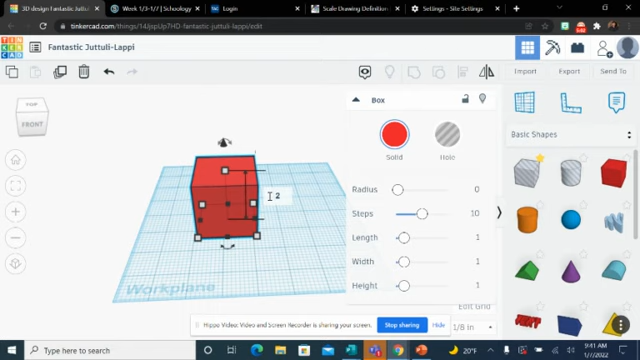 3D design Fantastic Juttuli-Lappi
Week 1/3-1/7 | Schoology
Login
Scale Drawing Definition
Settings - Site Settings
tinkercad.com/things/
fantastic-juttuli-lappi/edit
TIN
KER
CAD
Fantastic Juttuli-Lappi
Import
Export
Send To
TOP
FRONT
Box
Solid
Hole
Radius 0
Steps 10
Length 1
Width 1
Height 1
2
Workplane
Basic Shapes
Edit Grid
1/8 in
Hippo Video: Video and Screen Recorder is sharing your screen.
Stop sharing
Hide
Type here to search
20°F
9:41 AM
1/7/2022